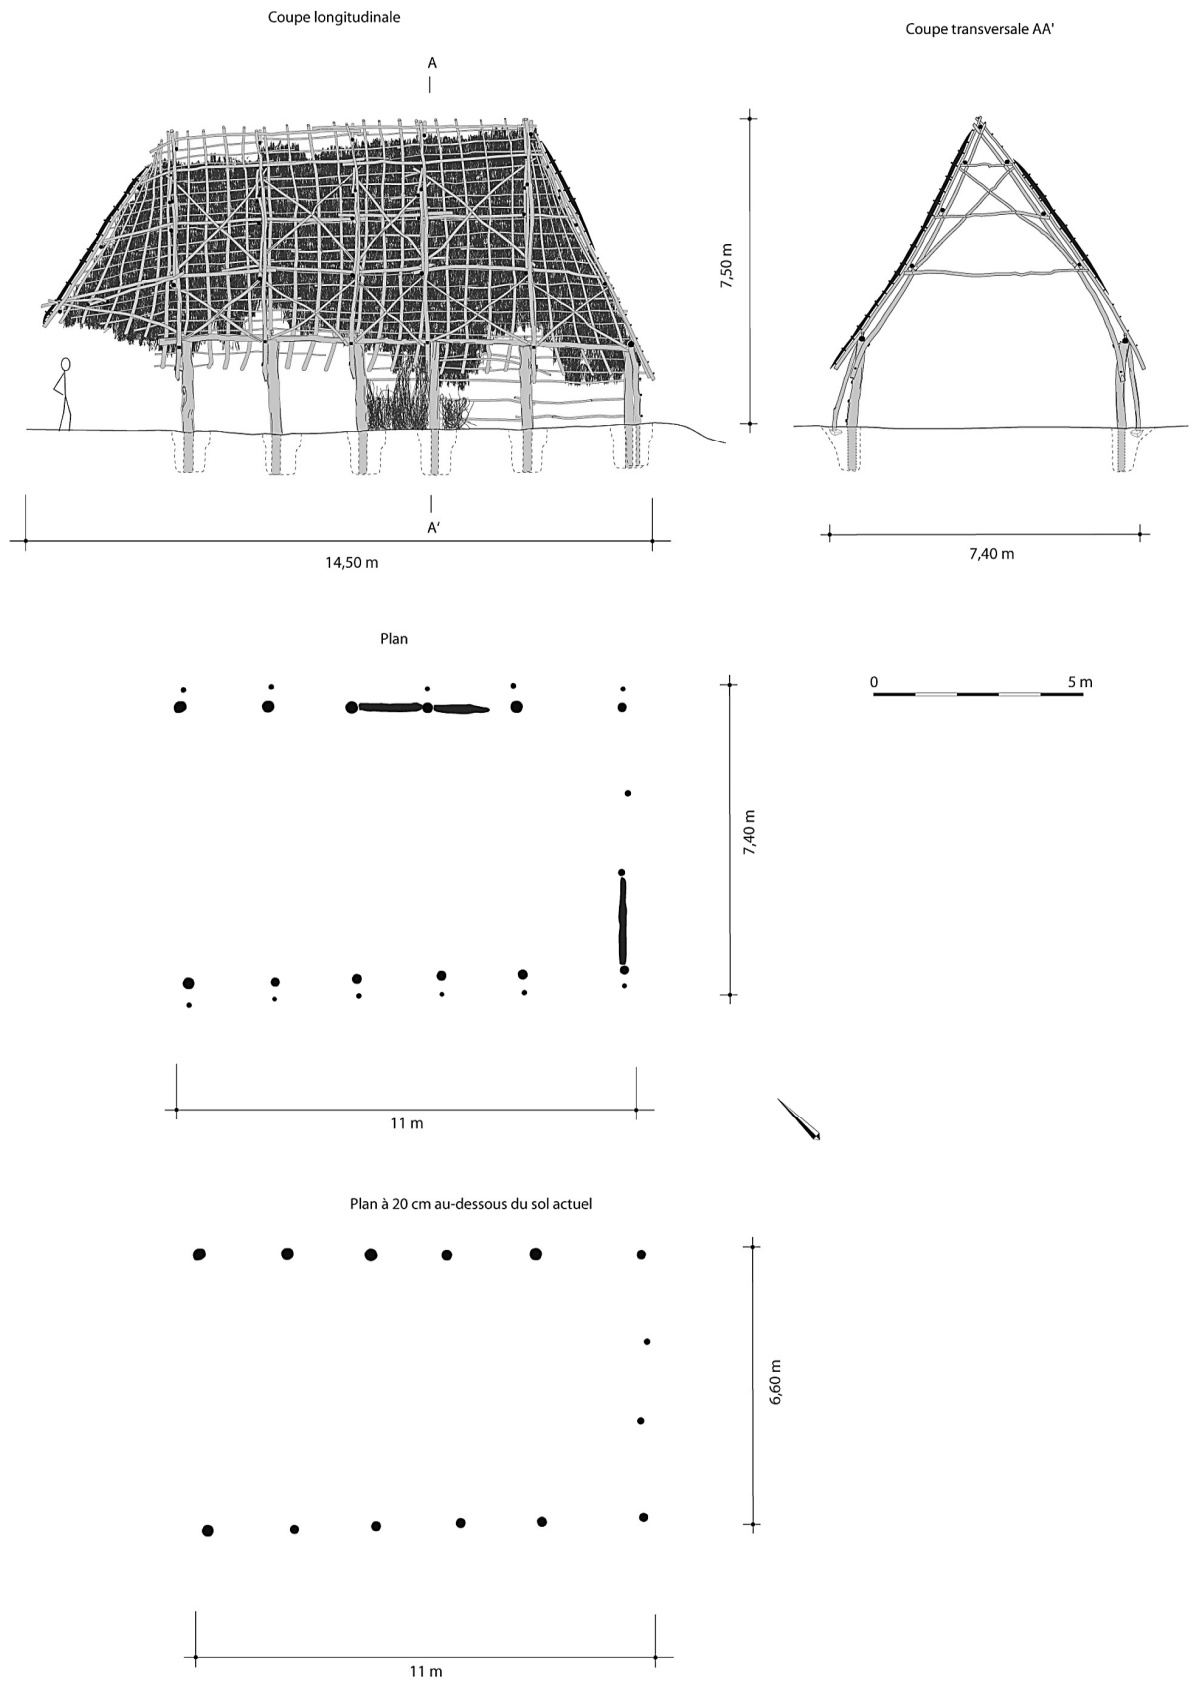 Coupe longitudinale
Coupe transversale AA'
A
7,50 m
A‘
14,50 m
7,40 m
Plan
0 5 m
7,40 m
11 m
Plan à 20 cm au-dessous du sol actuel
6,60 m
11 m